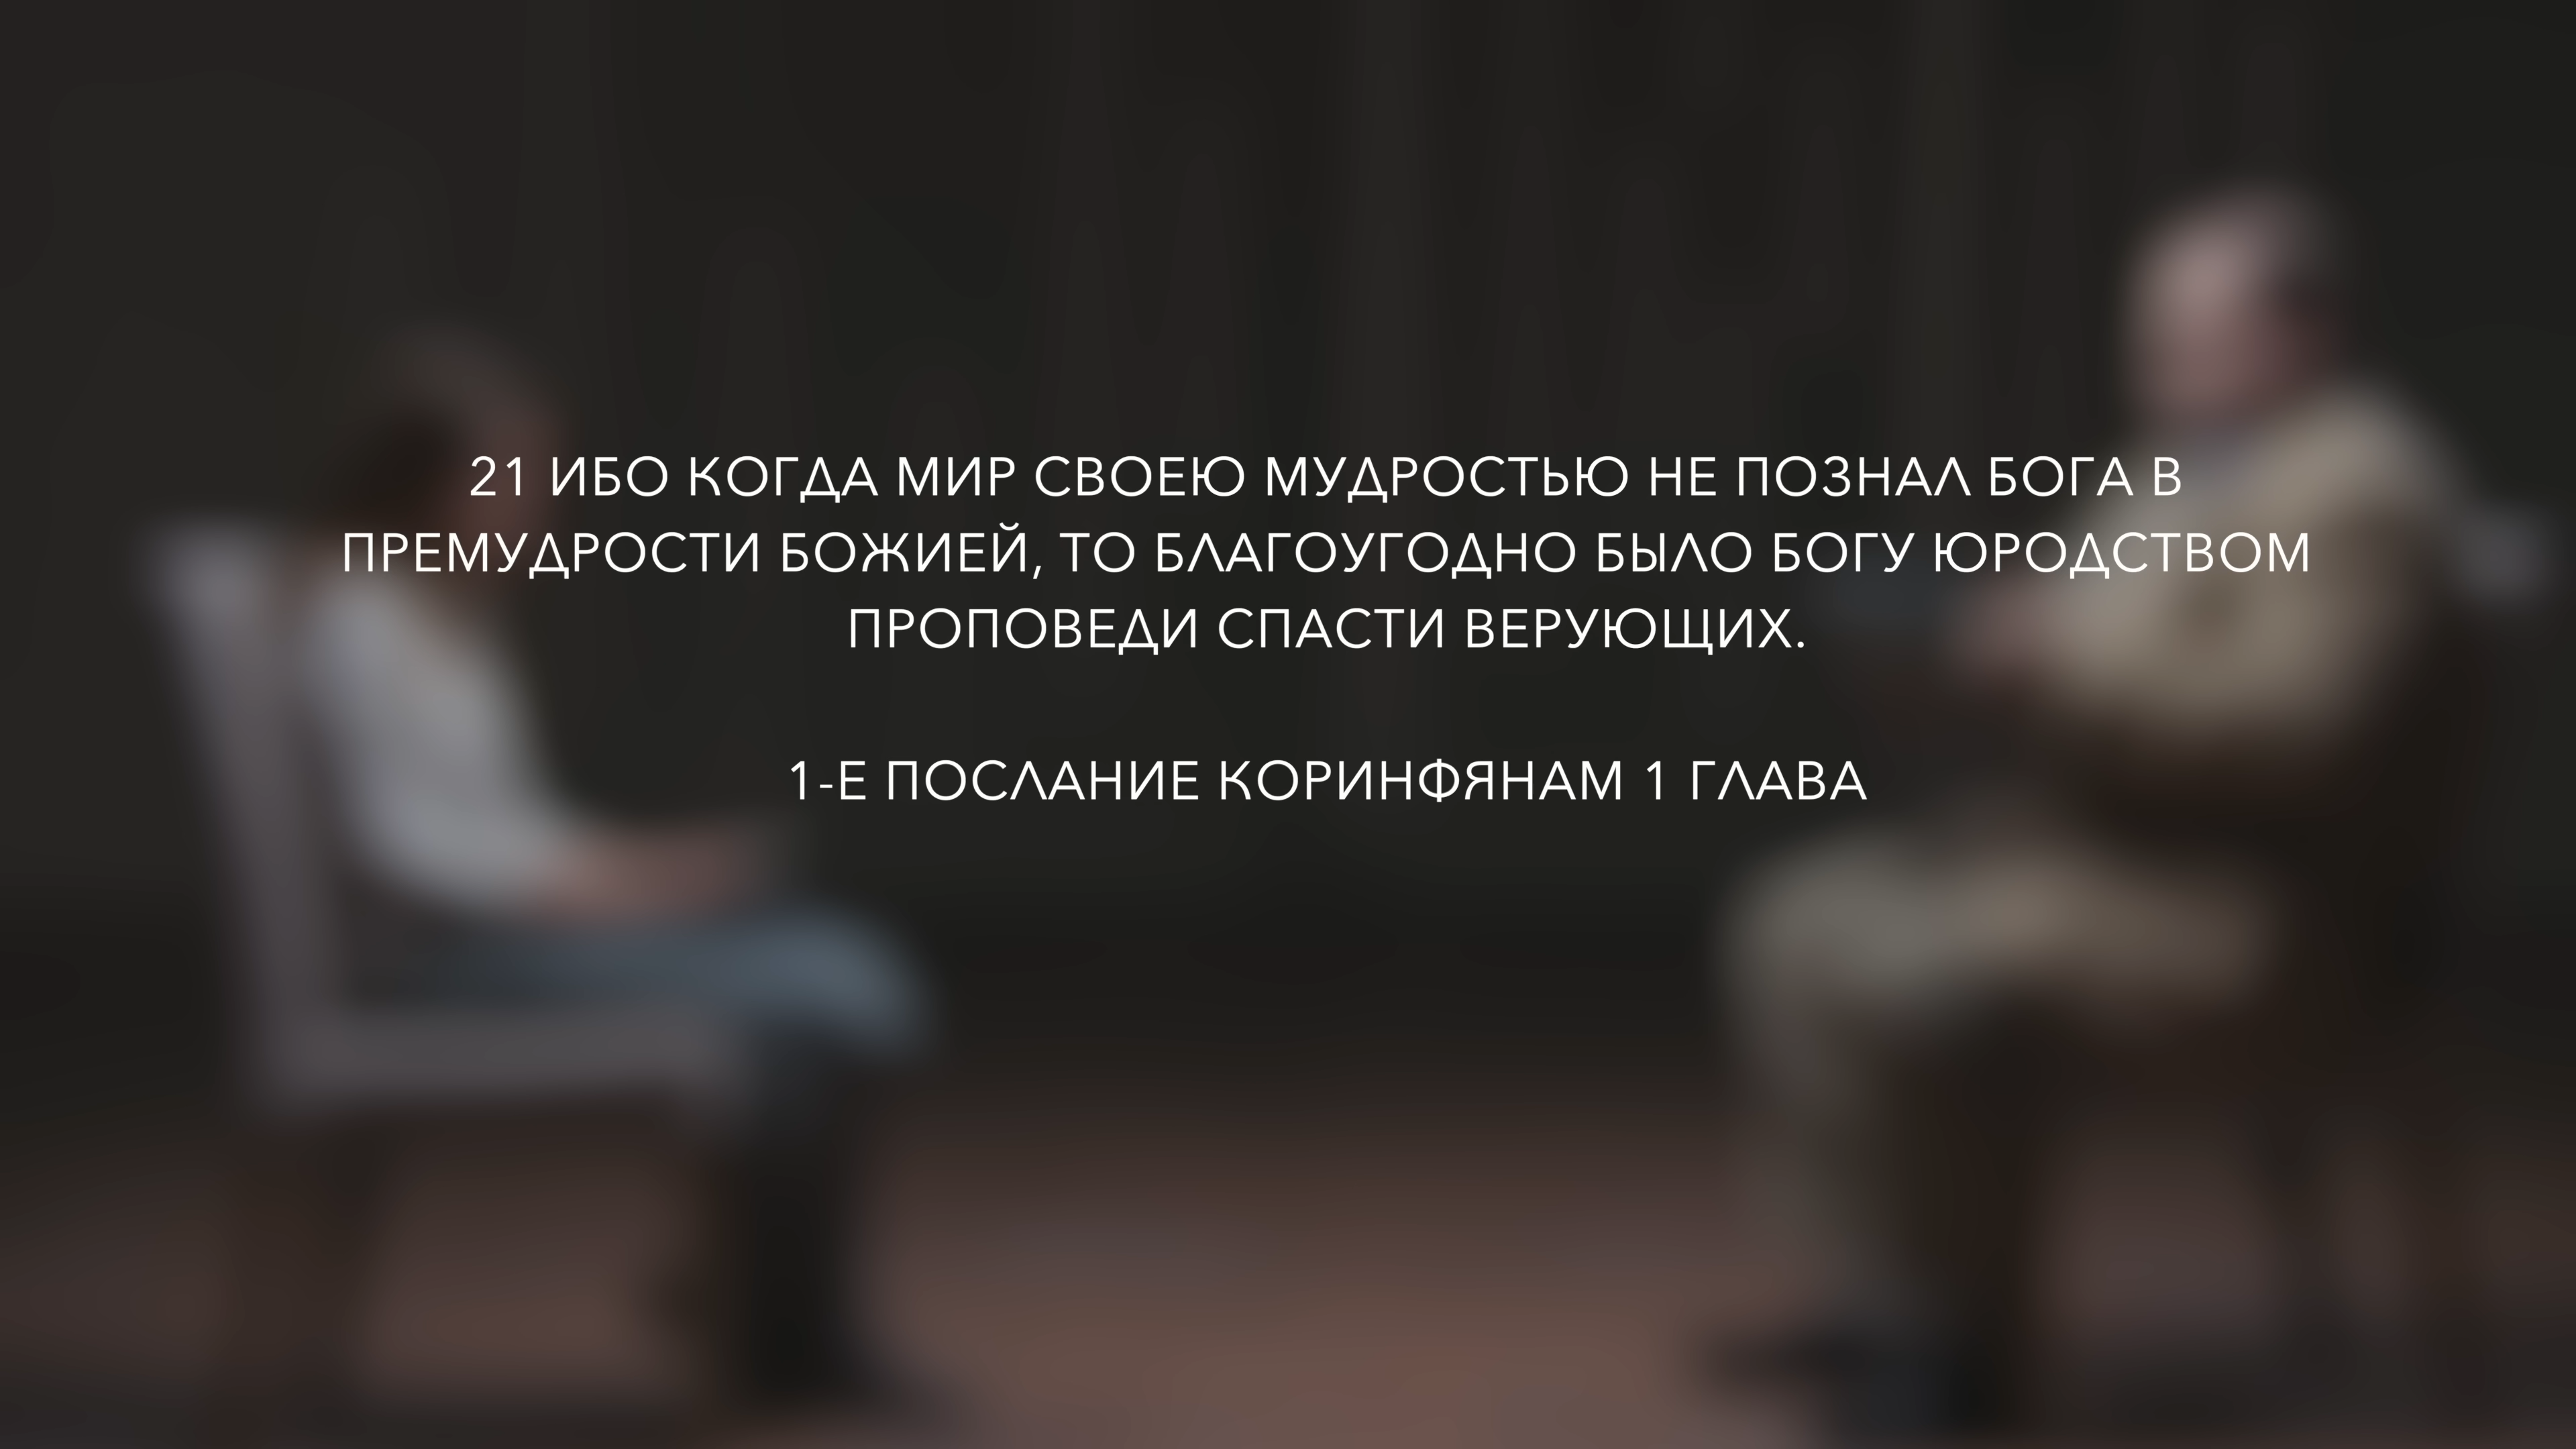 21 ИБО КОГДА МИР СВОЕЮ МУДРОСТЬЮ НЕ ПОЗНАЛ БОГА В
ПРЕМУДРОСТИ БОЖИЕЙ, ТО БЛАГОУГОДНО БЫЛО БОГУ ЮРОДСТВОМ
ПРОПОВЕДИ СПАСТИ ВЕРУЮЩИХ.
1-Е ПОСЛАНИЕ КОРИНФЯНАМ 1 ГЛАВА